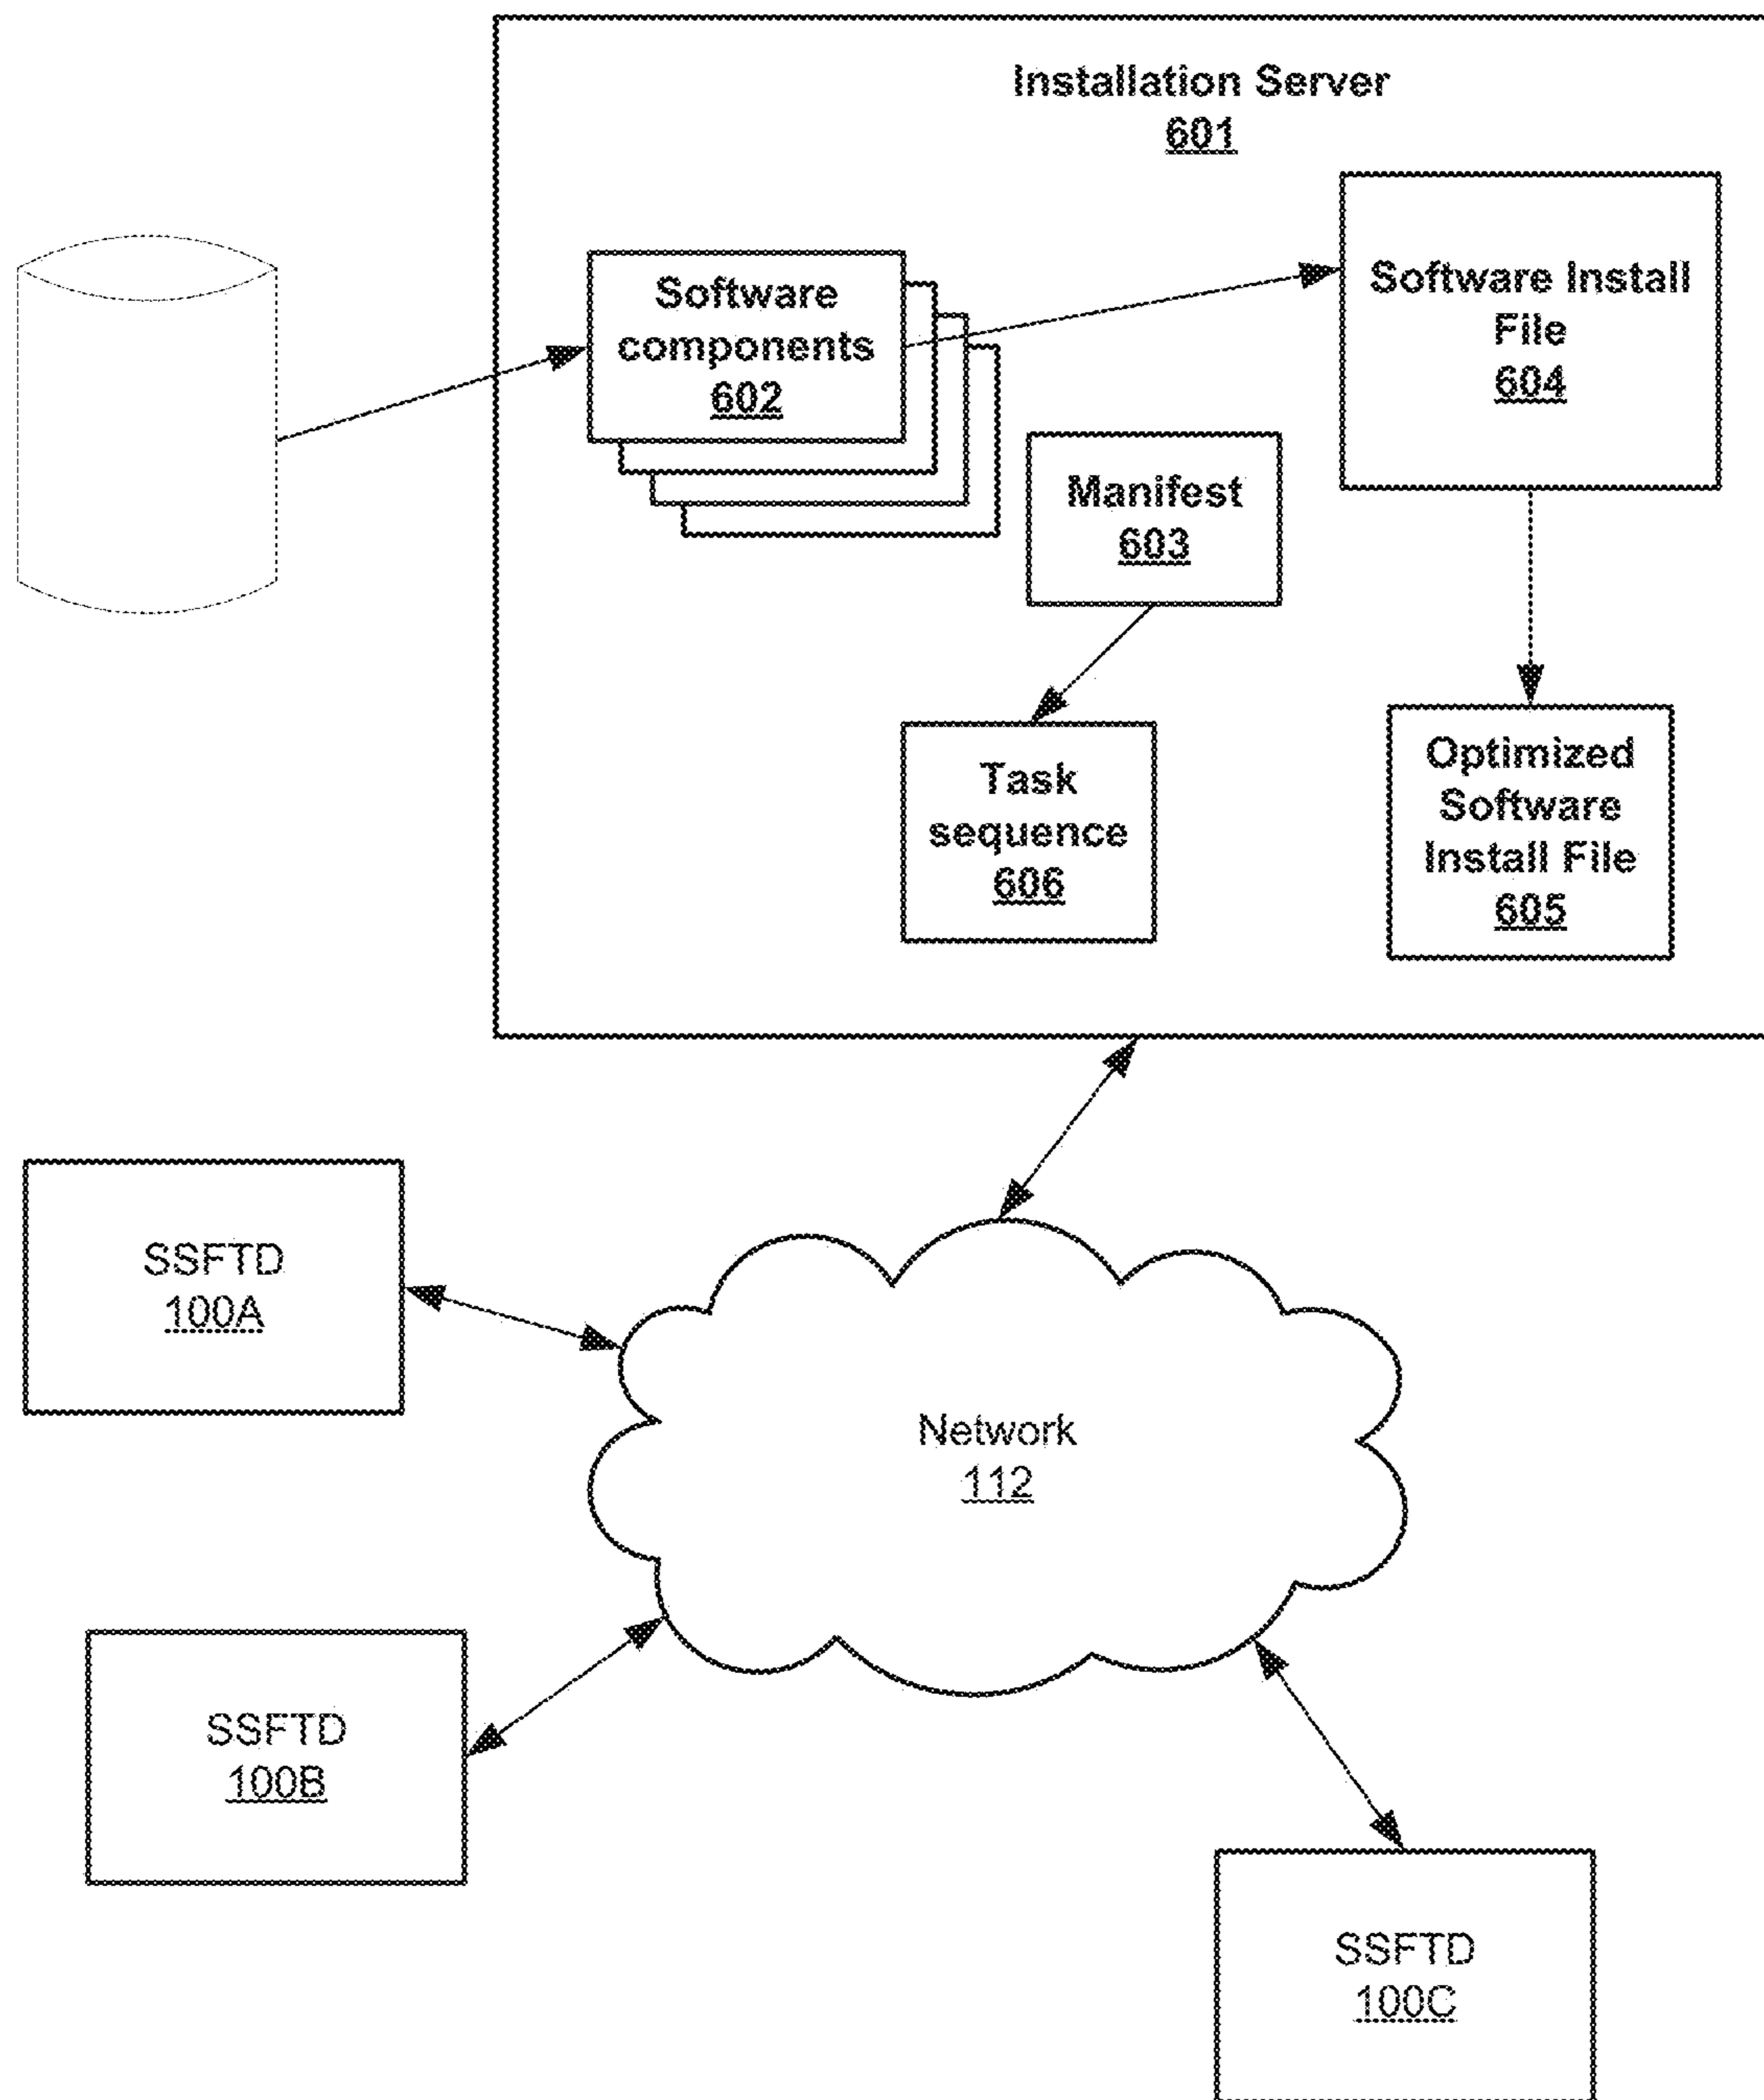 Installation Server
601
Software
components
602
Software Install
File
604
Manifest
603
Task
sequence
606
Optimized
Software
Install File
605
SSFTD
100A
Network
112
SSFTD
100B
SSFTD
100C